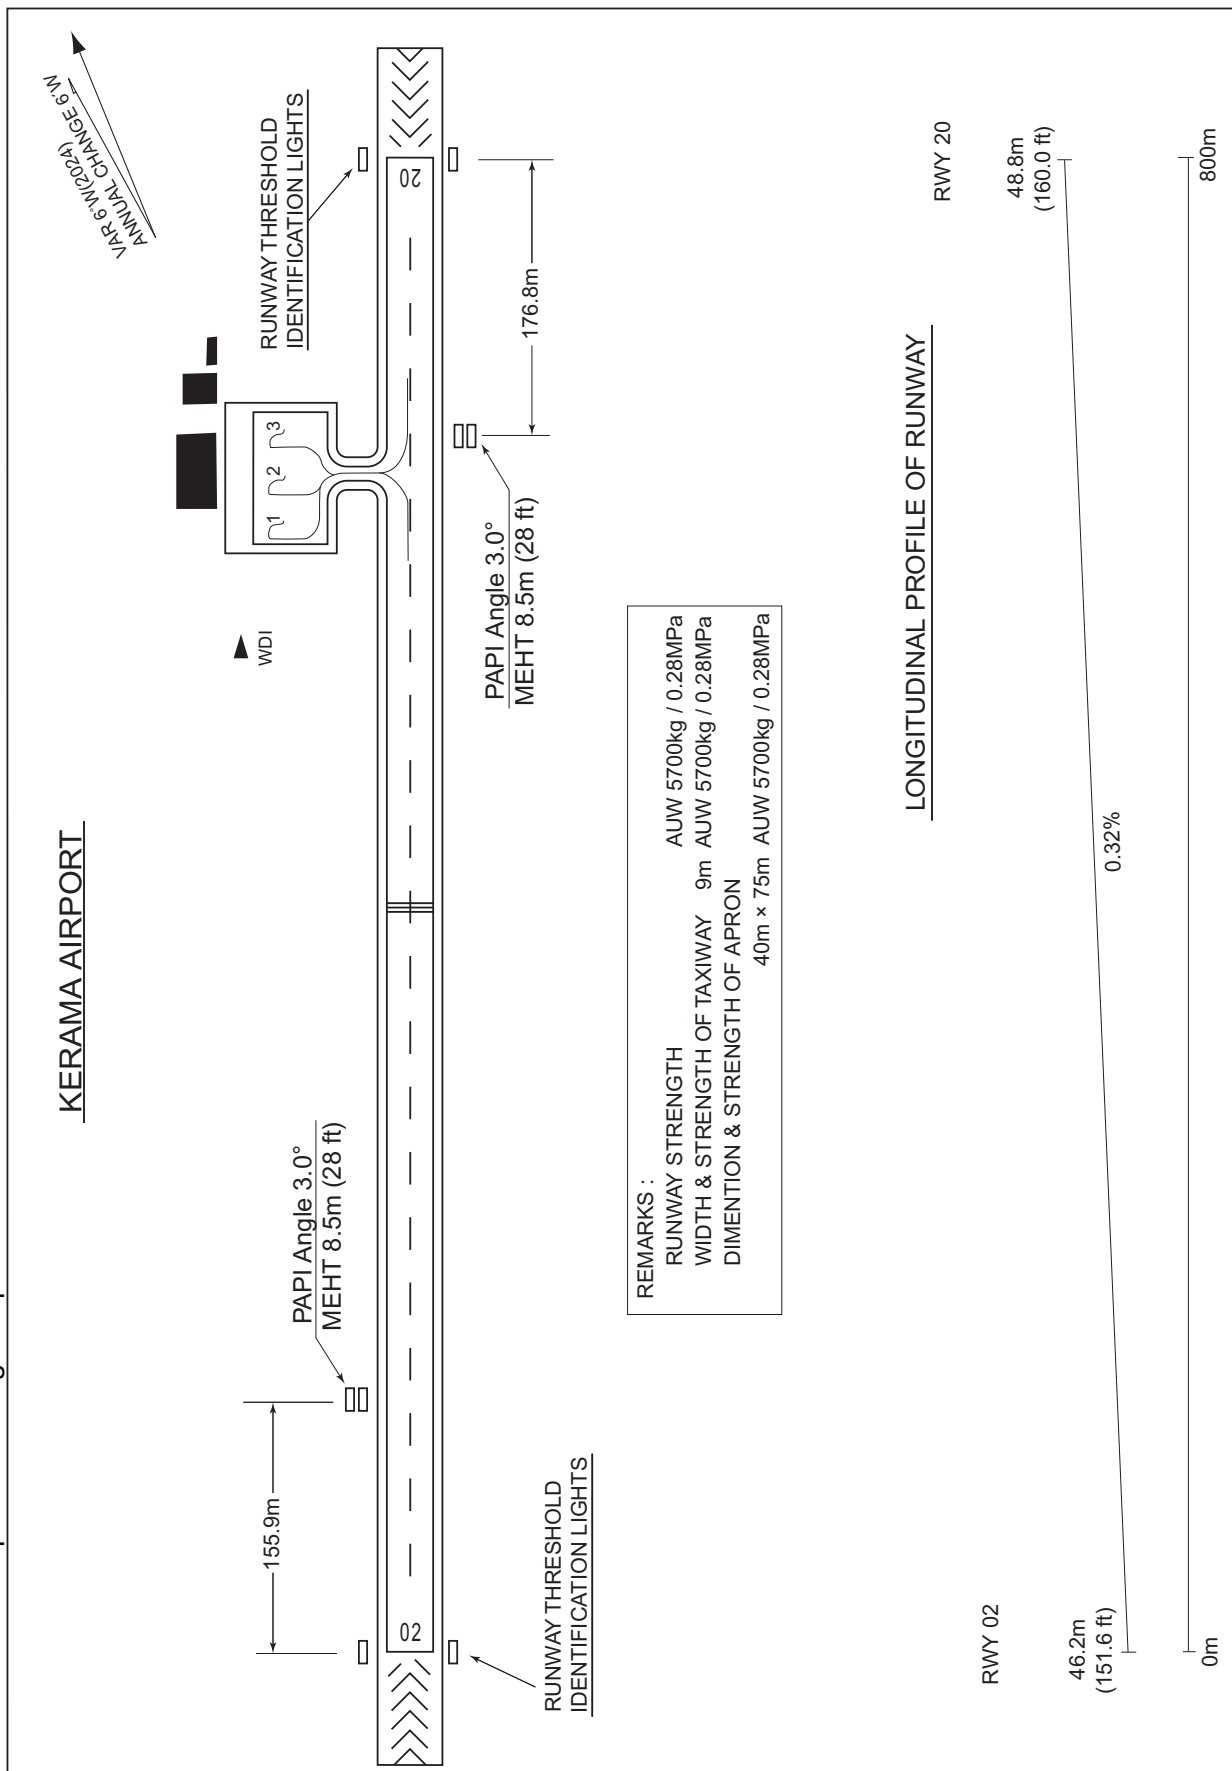 KERAMA AIRPORT
VAR 6°W(2024)
ANNUAL CHANGE 6'W
RUNWAY THRESHOLD
IDENTIFICATION LIGHTS
1
2
3
WDI
PAPI Angle 3.0°
MEHT 8.5m (28 ft)
155.9m
02
20
PAPI Angle 3.0°
MEHT 8.5m (28 ft)
176.8m
RUNWAY THRESHOLD
IDENTIFICATION LIGHTS
REMARKS :
RUNWAY STRENGTH AUW 5700kg / 0.28MPa
WIDTH & STRENGTH OF TAXIWAY 9m AUW 5700kg / 0.28MPa
DIMENTION & STRENGTH OF APRON
40m × 75m AUW 5700kg / 0.28MPa
LONGITUDINAL PROFILE OF RUNWAY
RWY 02
RWY 20
46.2m
(151.6 ft)
48.8m
(160.0 ft)
0.32%
0m
800m